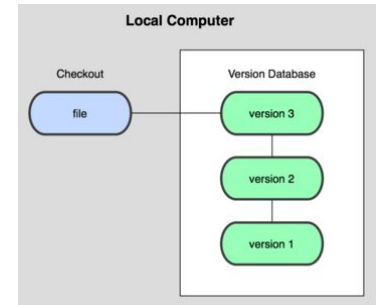 Local Computer
Checkout
Version Database
file
version 3
version 2
version 1